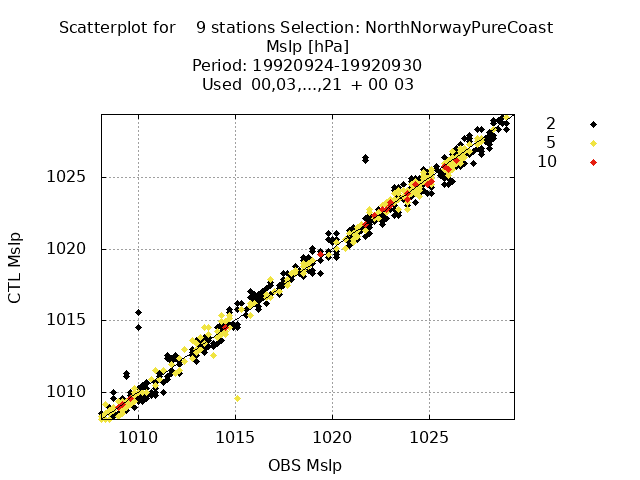 Scatterplot for    9 stations Selection: NorthNorwayPureCoast
Mslp [hPa]
Period: 19920924-19920930
Used  00,03,...,21  + 00 03
2
5
10
1025
1020
1015
1010
CTL Mslp
1010
1015
1020
1025
OBS Mslp